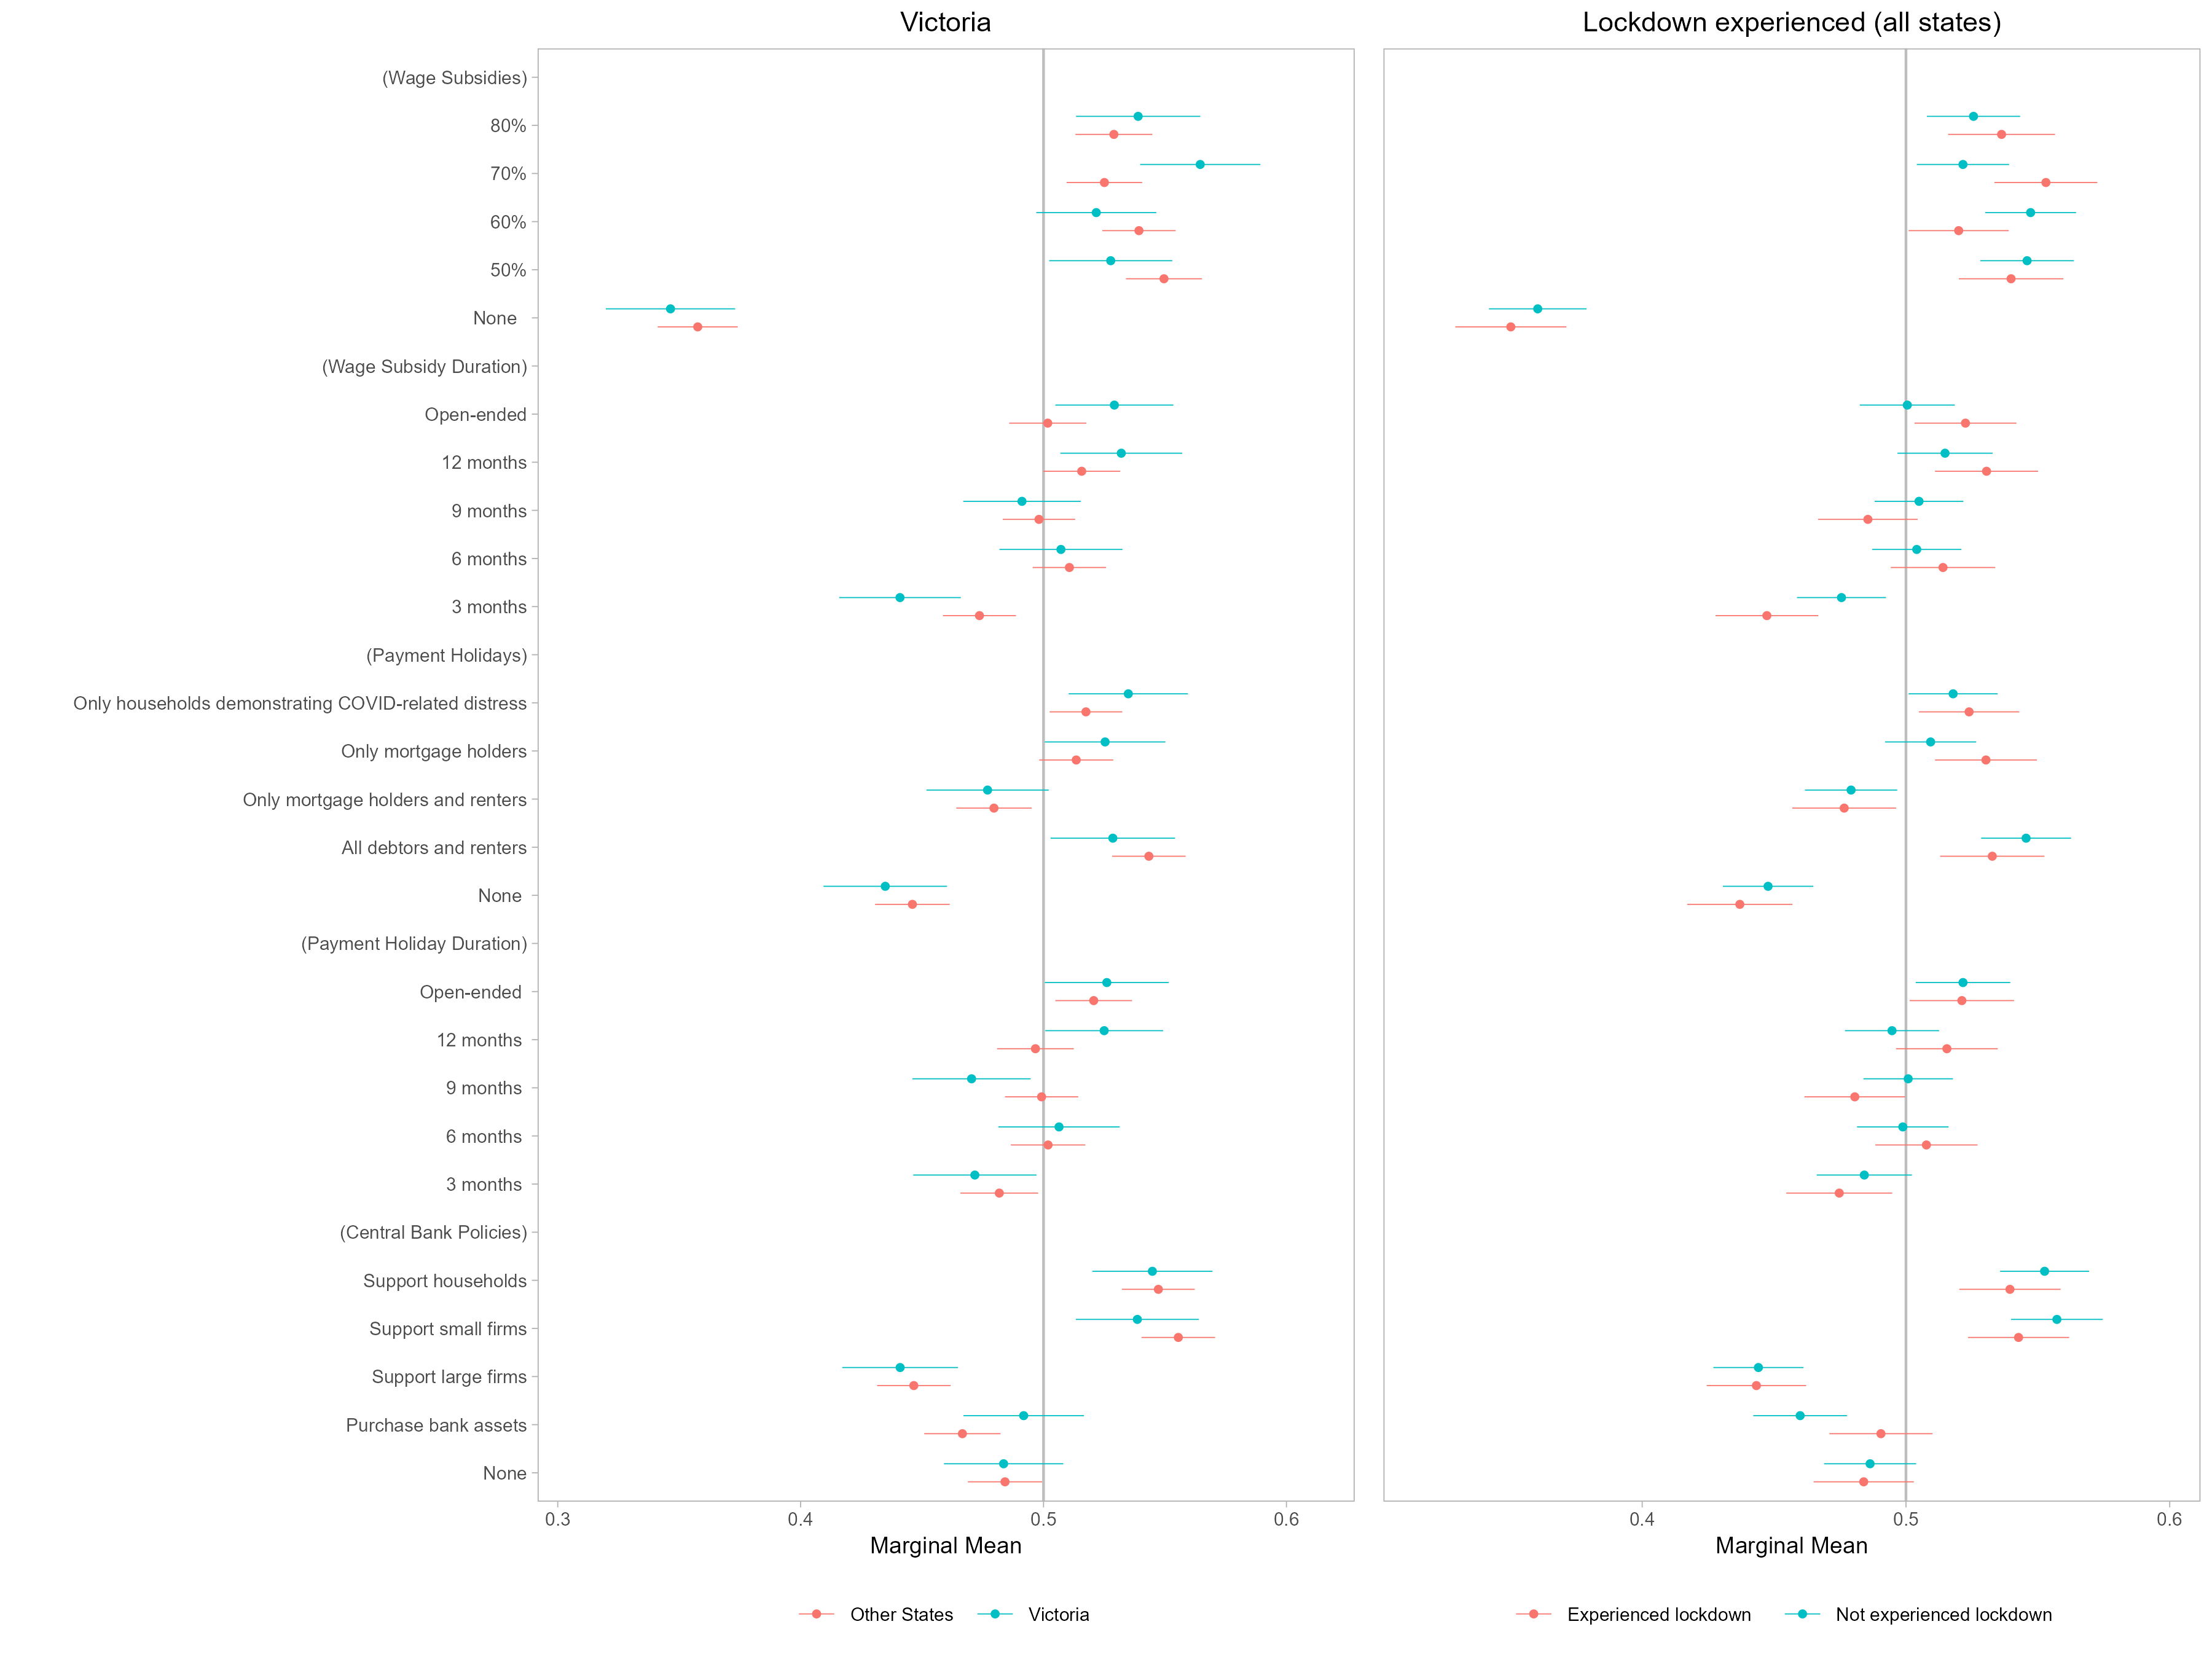 Victoria
Lockdown experienced (all states)
(Wage Subsidies)
80%
70%
60%
50%
None
(Wage Subsidy Duration)
Open-ended
12 months
9 months
6 months
3 months
(Payment Holidays)
Only households demonstrating COVID-related distress
Only mortgage holders
Only mortgage holders and renters
All debtors and renters
None
(Payment Holiday Duration)
Open-ended
12 months
9 months
6 months
3 months
(Central Bank Policies)
Support households
Support small firms
Support large firms
Purchase bank assets
None
0.3 0.4 0.5 0.6
0.4 0.5 0.6
Marginal Mean
Marginal Mean
Other States Victoria
Experienced lockdown Not experienced lockdown